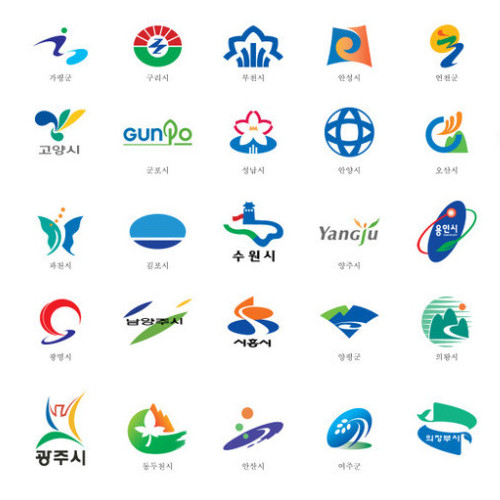 가평군
구리시
부천시
안성시
연천군
고양시
GUNPO
군포시
성남시
안양시
오산시
과천시
김포시
수원시
Yangju
양주시
용인시
광명시
남양주시
시흥시
양평군
의왕시
광주시
동두천시
안산시
여주군
의정부시